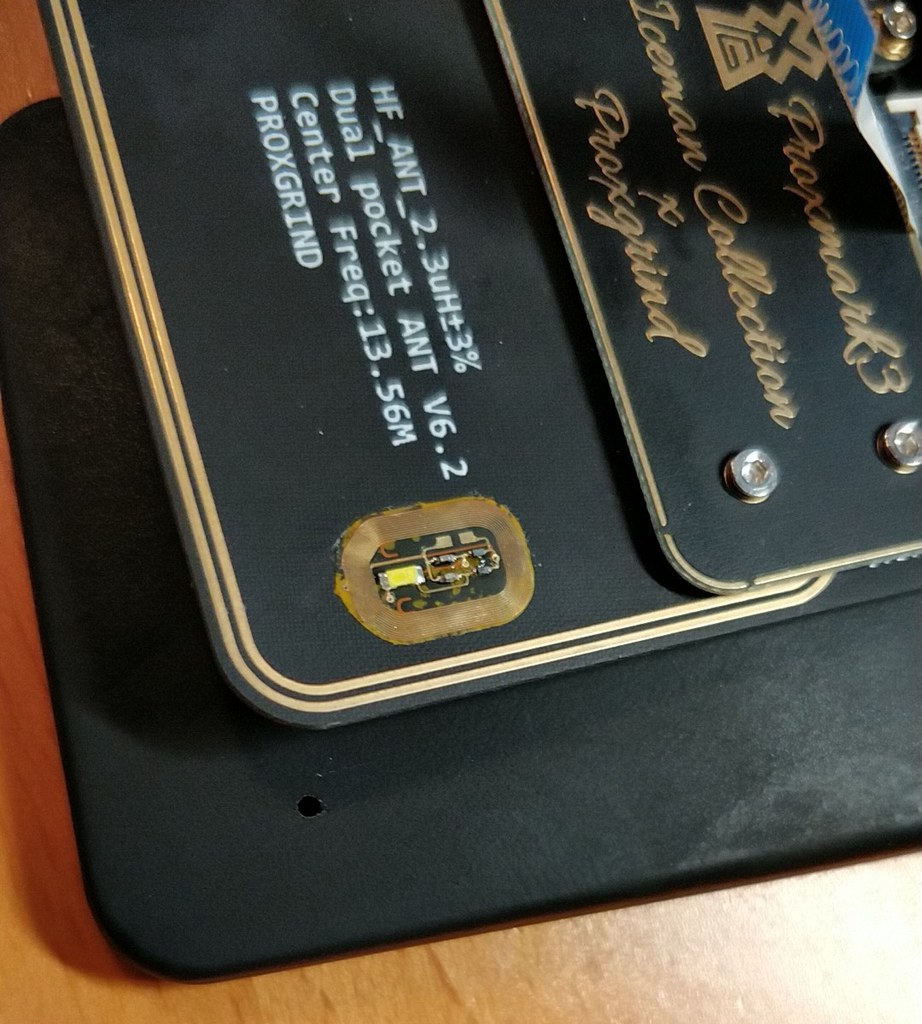 HF_ANT_2.3uH±3%
Dual pocket ANT V6.2
Center Freq:13.56M
PROXGRIND
Proxmark3
Iceman Collection
x
Proxgrind